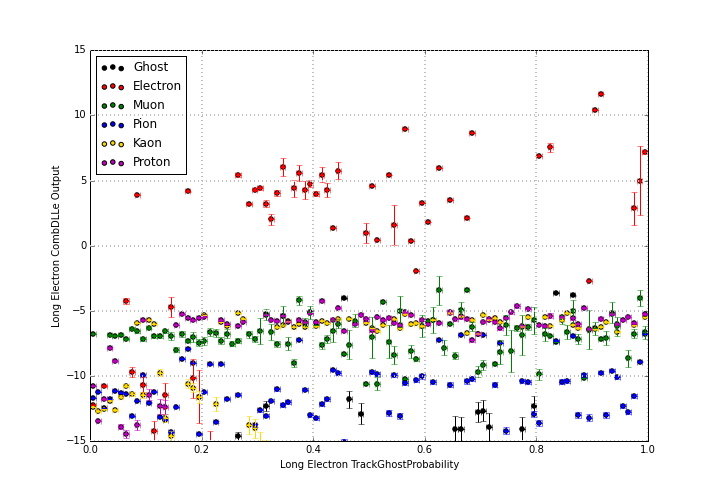 15
10
5
0
−5
−10
−15
Long Electron CombDLLe Output
Ghost
Electron
Muon
Pion
Kaon
Proton
0.0 0.2 0.4 0.6 0.8 1.0
Long Electron TrackGhostProbability